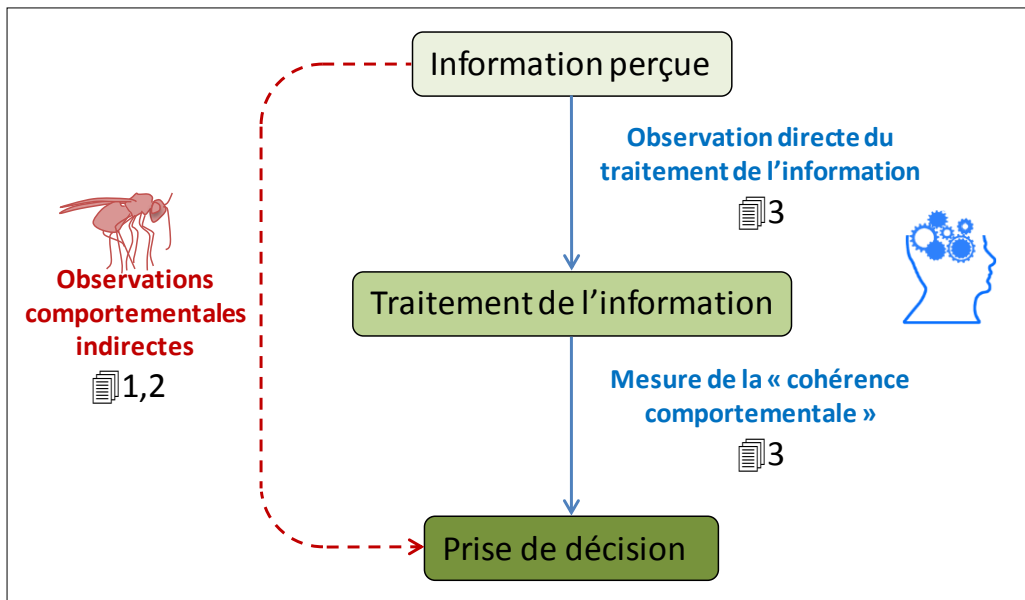 Information perçue
Observation directe du
traitement de l’information
3
Observations
comportementales
indirectes
1,2
Traitement de l’information
Mesure de la « cohérence
comportementale »
3
Prise de décision